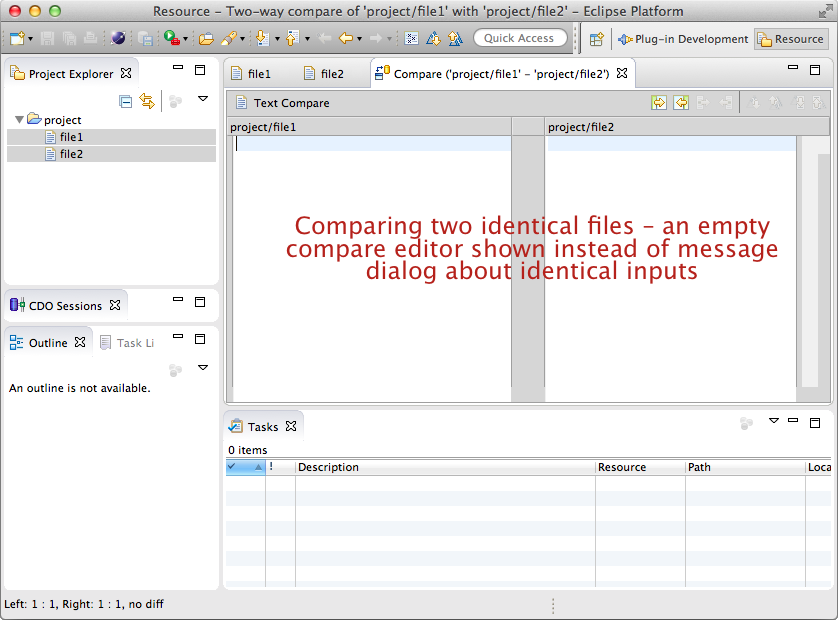 Resource – Two-way compare of 'project/file1' with 'project/file2' – Eclipse Platform
Quick Access
Plug-in Development
Resource
Project Explorer
project
file1
file2
CDO Sessions
Outline
Task Li
An outline is not available.
file1
file2
Compare ('project/file1' – 'project/file2')
Text Compare
project/file1
project/file2
Comparing two identical files – an empty
compare editor shown instead of message
dialog about identical inputs
Tasks
0 items
! Description Resource Path Loca
Left: 1 : 1, Right: 1 : 1, no diff